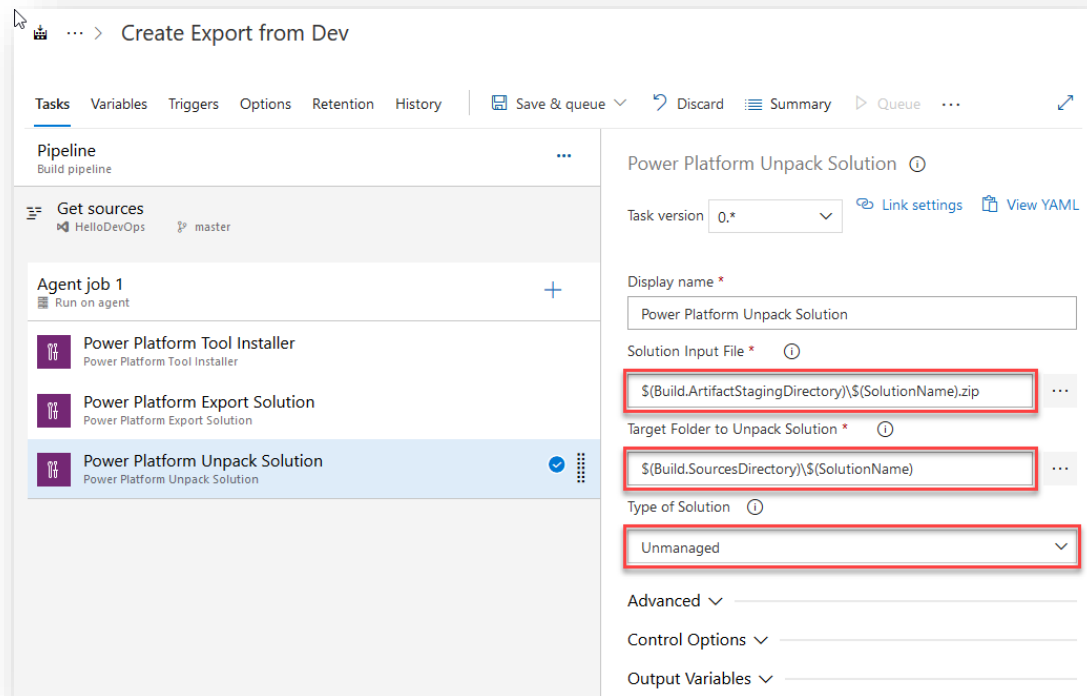 ... > Create Export from Dev
Tasks Variables Triggers Options Retention History Save & queue Discard Summary Queue ...
Pipeline ...
Build pipeline
Get sources
HelloDevOps master
Agent job 1 +
Run on agent
Power Platform Tool Installer
Power Platform Tool Installer
Power Platform Export Solution
Power Platform Export Solution
Power Platform Unpack Solution
Power Platform Unpack Solution
Power Platform Unpack Solution
Task version 0.* Link settings View YAML
Display name *
Power Platform Unpack Solution
Solution Input File *
$(Build.ArtifactStagingDirectory)\$(SolutionName).zip ...
Target Folder to Unpack Solution *
$(Build.SourcesDirectory)\$(SolutionName) ...
Type of Solution
Unmanaged
Advanced
Control Options
Output Variables